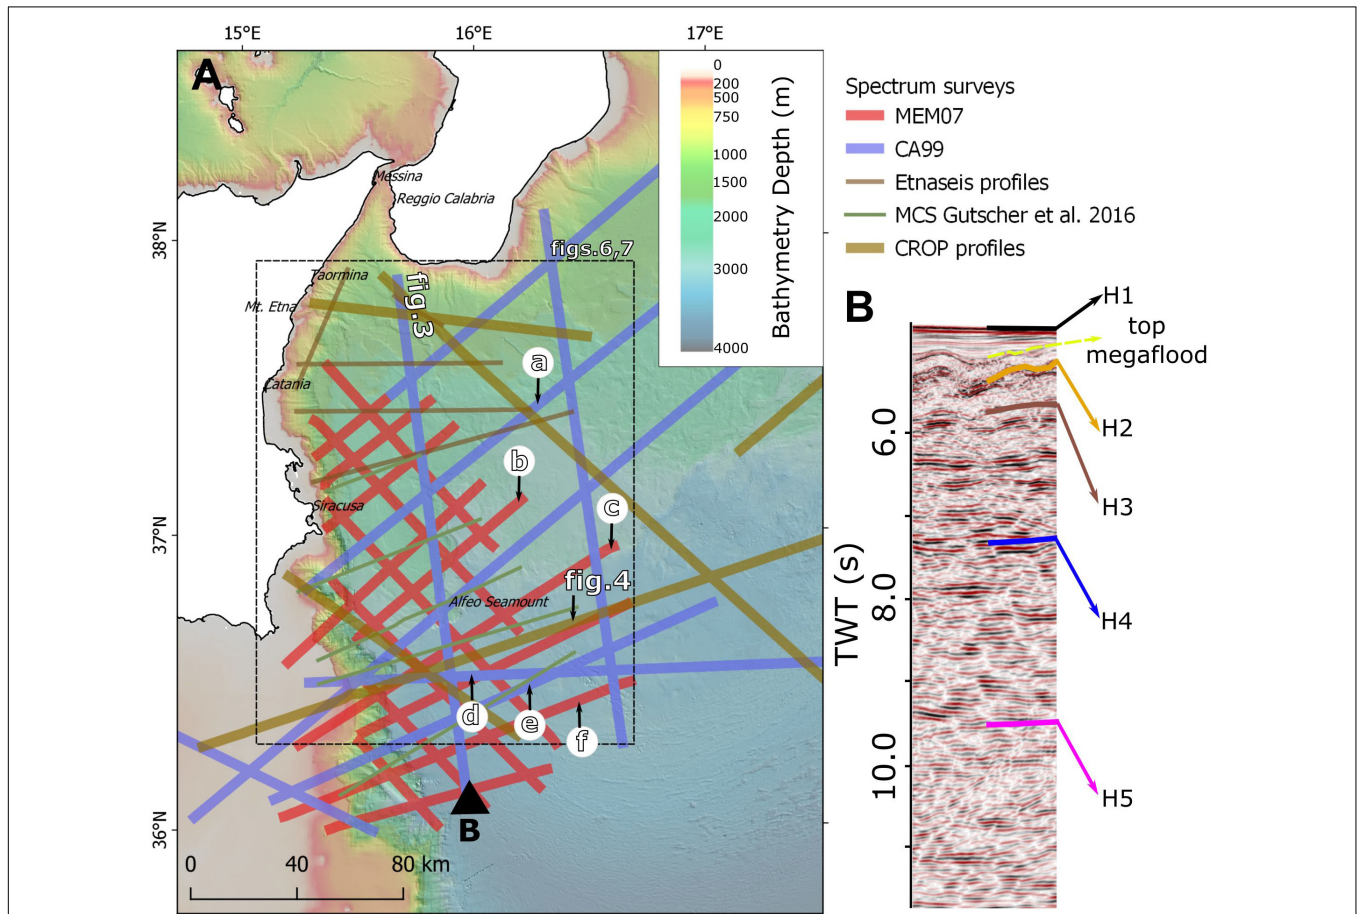 15°E
16°E
17°E
A
38°N
37°N
36°N
Messina
Reggio Calabria
figs.6,7
Taormina
Mt. Etna
fig.3
a
Catania
b
Siracusa
c
fig.4
Alfeo Seamount
d
e
f
B
0 40 80 km
0
200
500
750
1000
1500
2000
3000
4000
Bathymetry Depth (m)
Spectrum surveys
MEM07
CA99
Etnaseis profiles
MCS Gutscher et al. 2016
CROP profiles
B
H1
top
megaflood
H2
H3
H4
H5
TWT (s)
6.0
8.0
10.0